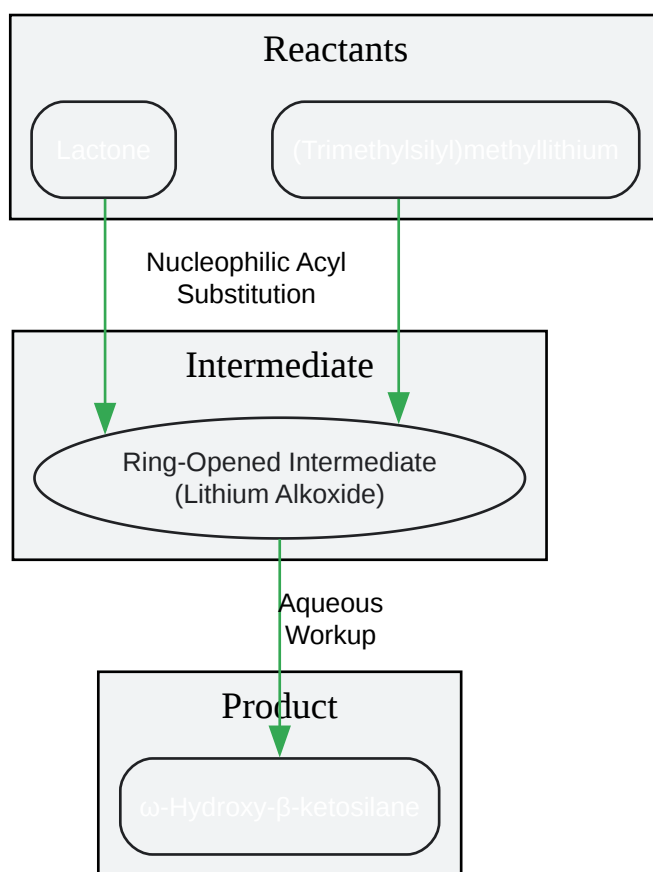 Reactants
Lactone
(Trimethylsilyl)methyllithium
Nucleophilic Acyl
Substitution
Intermediate
Ring-Opened Intermediate
(Lithium Alkoxide)
Aqueous
Workup
Product
ω-Hydroxy-β-ketosilane